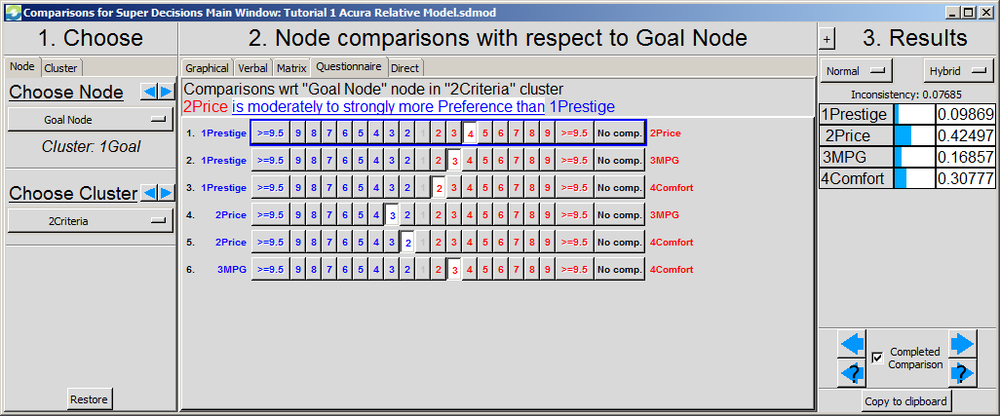 Comparisons for Super Decisions Main Window: Tutorial 1 Acura Relative Model.sdmod
1. Choose
2. Node comparisons with respect to Goal Node
+ 3. Results
Node Cluster
Graphical Verbal Matrix Questionnaire Direct
Choose Node
Goal Node
Cluster: 1Goal
Choose Cluster
2Criteria
Restore
Comparisons wrt "Goal Node" node in "2Criteria" cluster
2Price is moderately to strongly more Preference than 1Prestige
1. 1Prestige >=9.5 9 8 7 6 5 4 3 2 1 2 3 4 5 6 7 8 9 >=9.5 No comp. 2Price
2. 1Prestige >=9.5 9 8 7 6 5 4 3 2 1 2 3 4 5 6 7 8 9 >=9.5 No comp. 3MPG
3. 1Prestige >=9.5 9 8 7 6 5 4 3 2 1 2 3 4 5 6 7 8 9 >=9.5 No comp. 4Comfort
4. 2Price >=9.5 9 8 7 6 5 4 3 2 1 2 3 4 5 6 7 8 9 >=9.5 No comp. 3MPG
5. 2Price >=9.5 9 8 7 6 5 4 3 2 1 2 3 4 5 6 7 8 9 >=9.5 No comp. 4Comfort
6. 3MPG >=9.5 9 8 7 6 5 4 3 2 1 2 3 4 5 6 7 8 9 >=9.5 No comp. 4Comfort
Normal Hybrid
Inconsistency: 0.07685
1Prestige 0.09869
2Price 0.42497
3MPG 0.16857
4Comfort 0.30777
Completed
Comparison
? ?
Copy to clipboard